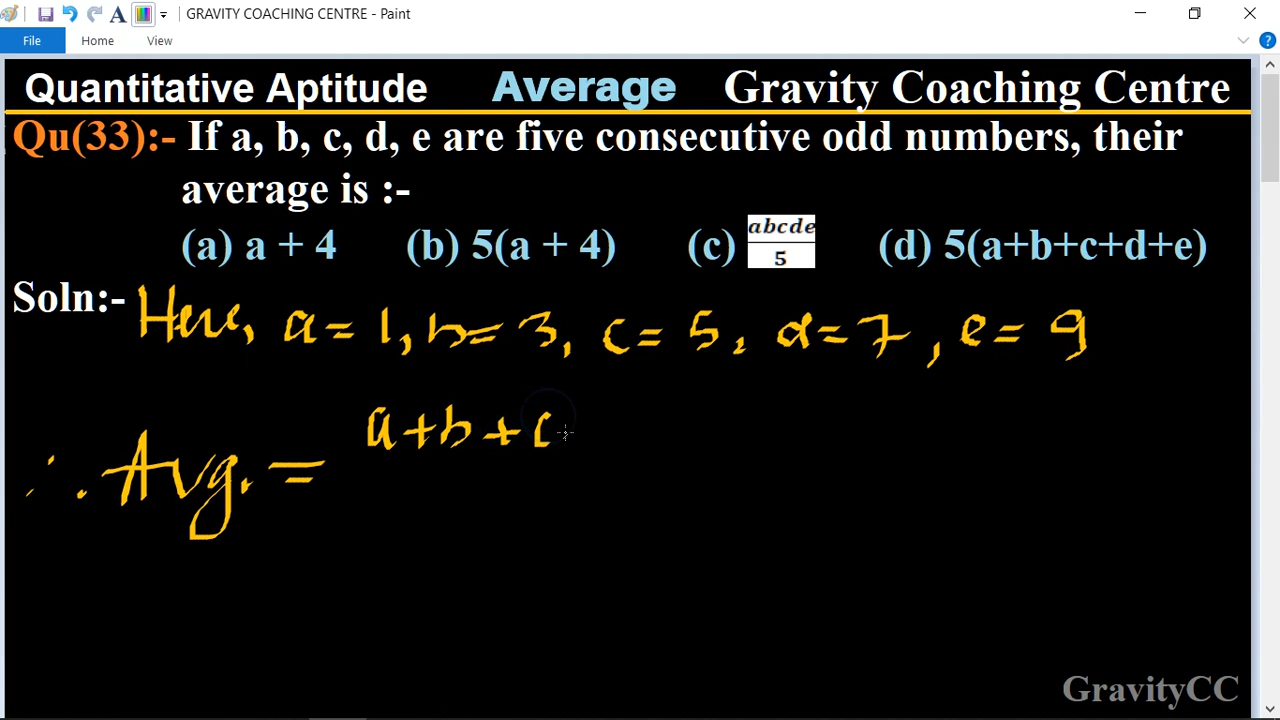 GRAVITY COACHING CENTRE - Paint
File Home View
Quantitative Aptitude Average Gravity Coaching Centre
Qu(33):- If a, b, c, d, e are five consecutive odd numbers, their
average is :-
(a) a + 4 (b) 5(a + 4) (c) abcde/5 (d) 5(a+b+c+d+e)
Soln:- Here, a = 1, b = 3, c = 5, d = 7, e = 9
∴ Avg. = a+b+c
GravityCC